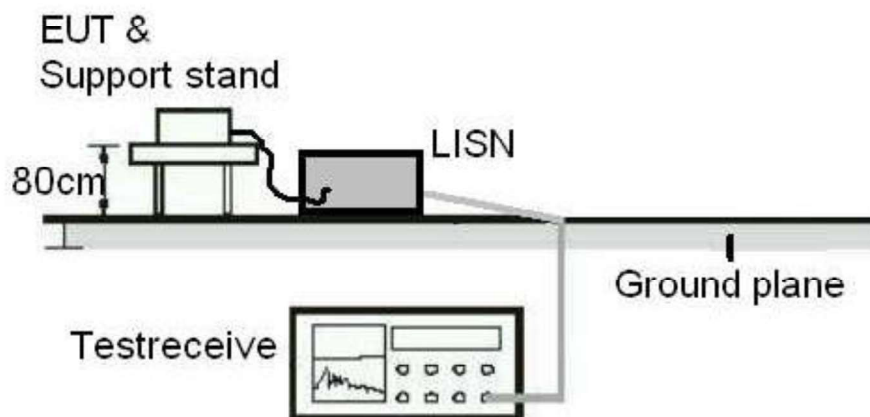 EUT &
Support stand
LISN
80cm
Ground plane
Testreceive